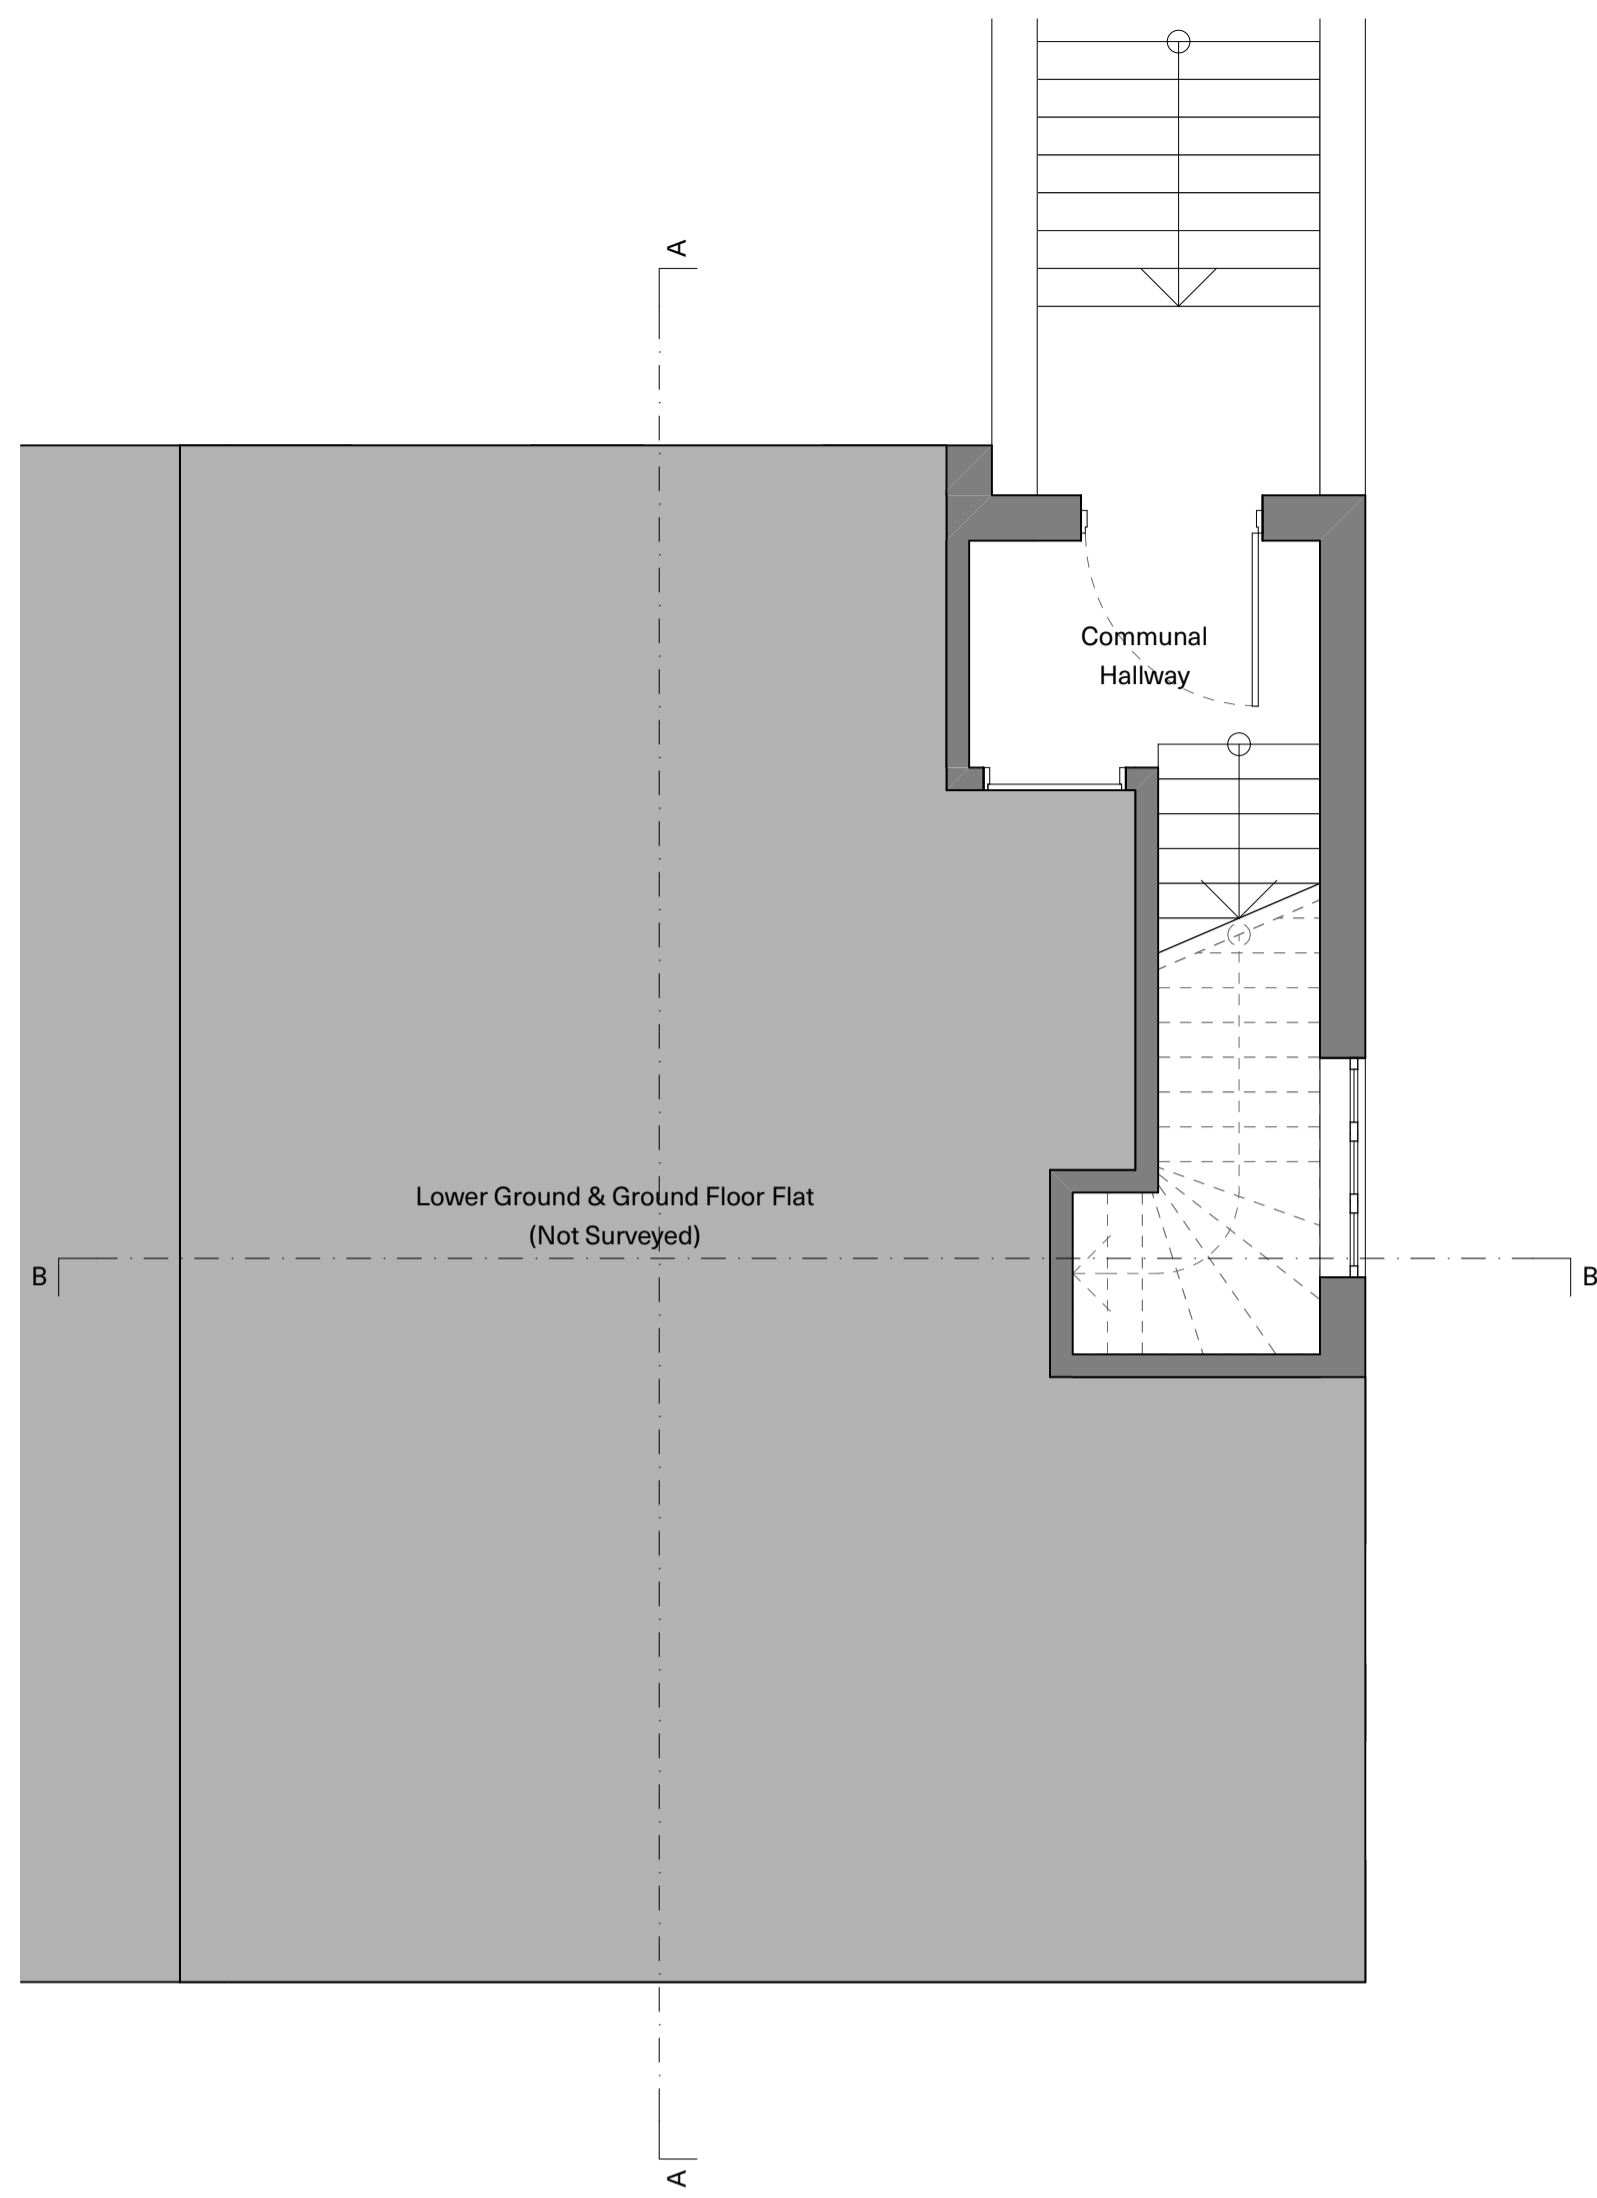 A
Communal
Hallway
Lower Ground & Ground Floor Flat
(Not Surveyed)
B
B
A